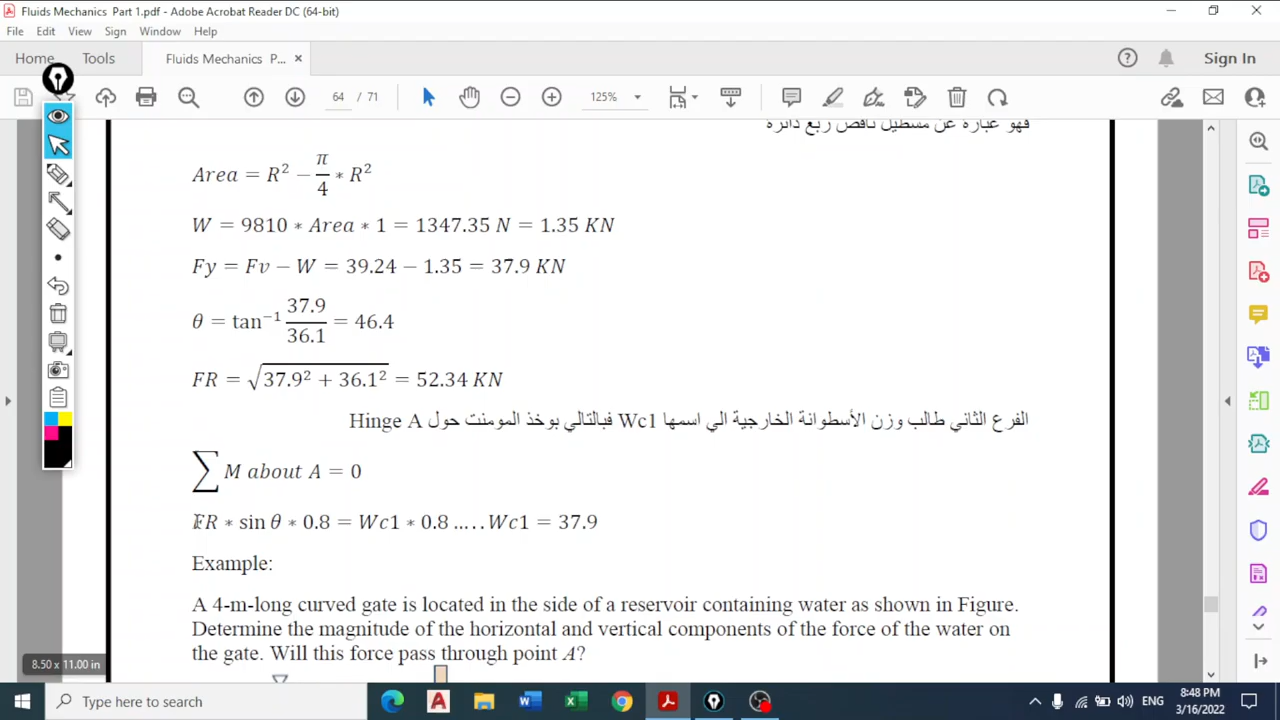 Fluids Mechanics Part 1.pdf - Adobe Acrobat Reader DC (64-bit)
File Edit View Sign Window Help
Home Tools Fluids Mechanics P... × Sign In
64 / 71 125%
فهو عبارة عن مسطيل ناقص ربع دائرة
Area = R² − π/4 * R²
W = 9810 * Area * 1 = 1347.35 N = 1.35 KN
Fy = Fv − W = 39.24 − 1.35 = 37.9 KN
θ = tan⁻¹ 37.9/36.1 = 46.4
FR = √(37.9² + 36.1²) = 52.34 KN
الفرع الثاني طالب وزن الأسطوانة الخارجية الي اسمها Wc1 فبالتالي بوخذ المومنت حول Hinge A
∑ M about A = 0
FR * sin θ * 0.8 = Wc1 * 0.8 ..... Wc1 = 37.9
Example:
A 4-m-long curved gate is located in the side of a reservoir containing water as shown in Figure.
Determine the magnitude of the horizontal and vertical components of the force of the water on
the gate. Will this force pass through point A?
8.50 x 11.00 in
Type here to search
ENG
8:48 PM
3/16/2022